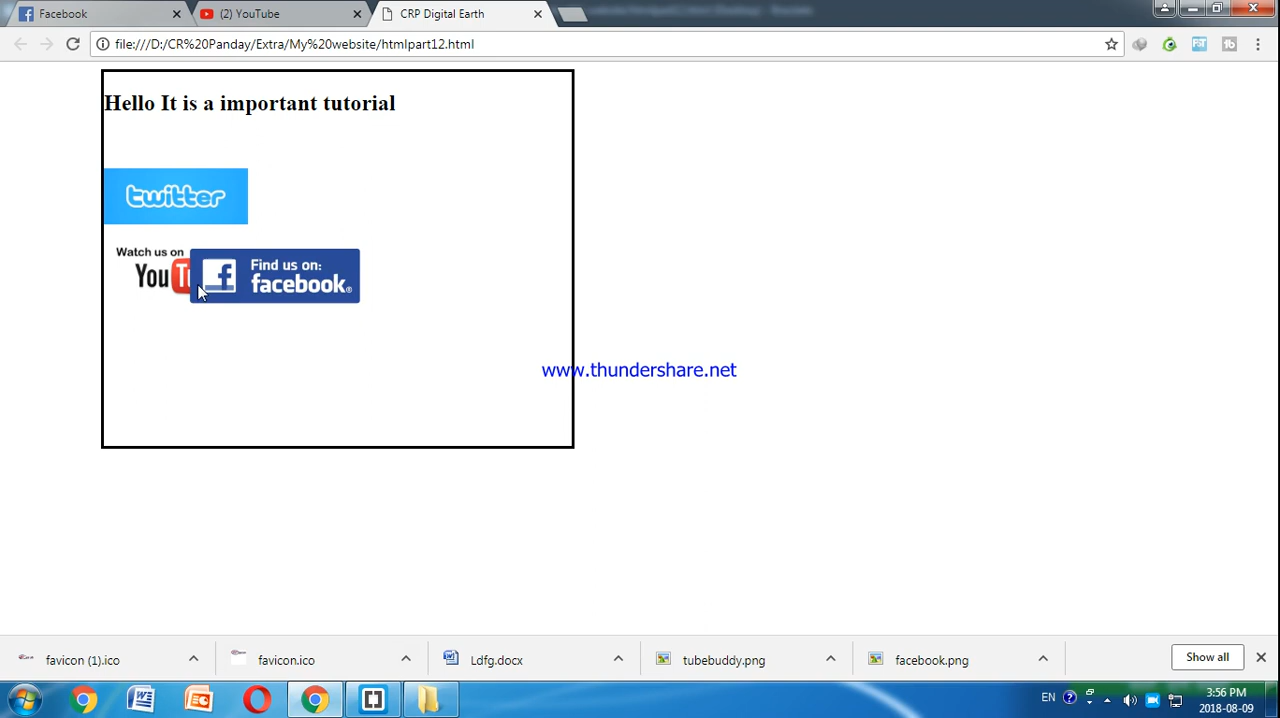 Facebook
(2) YouTube
CRP Digital Earth
file:///D:/CR%20Panday/Extra/My%20website/htmlpart12.html
Hello It is a important tutorial
twitter
Watch us on
Find us on:
facebook®
www.thundershare.net
favicon (1).ico
favicon.ico
Ldfg.docx
tubebuddy.png
facebook.png
Show all
EN
3:56 PM
2018-08-09